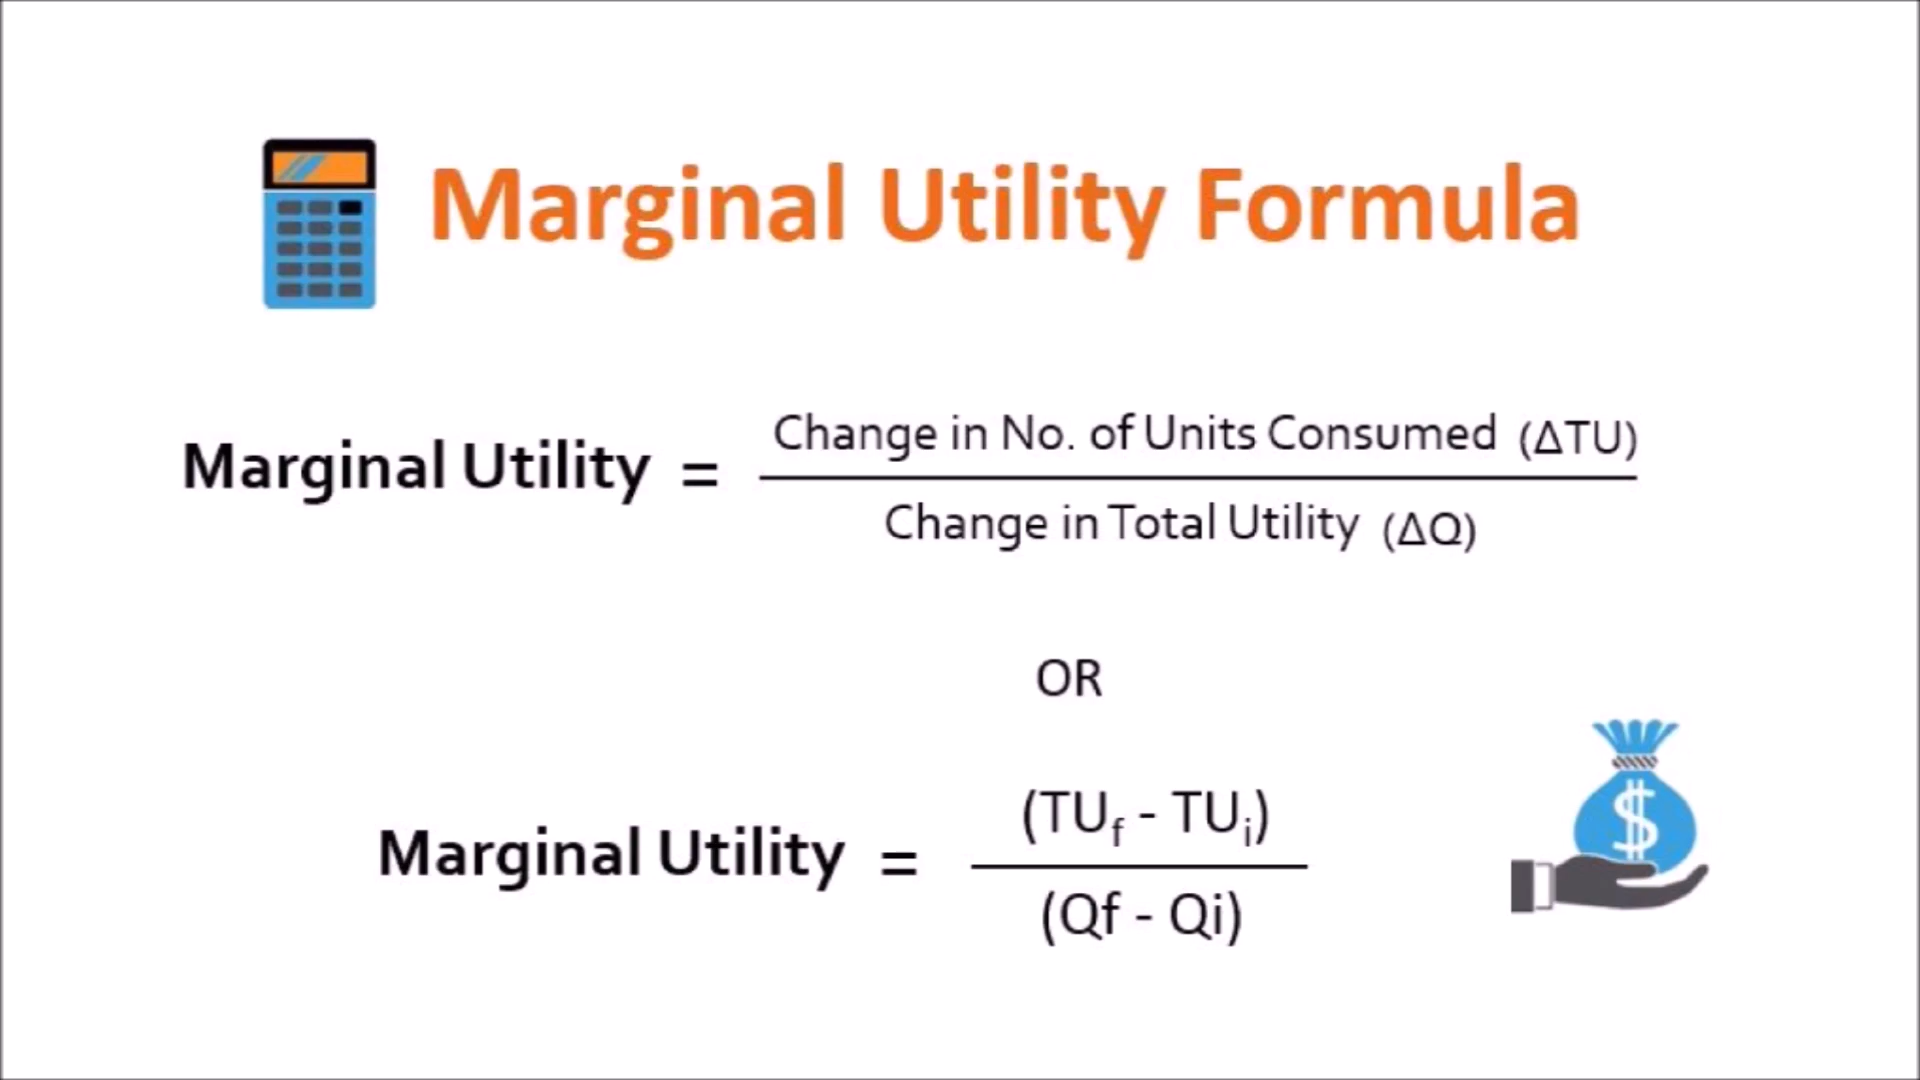 Marginal Utility Formula
Marginal Utility = Change in No. of Units Consumed (ΔTU)
Change in Total Utility (ΔQ)
OR
Marginal Utility = (TUf - TUi)
(Qf - Qi)
$